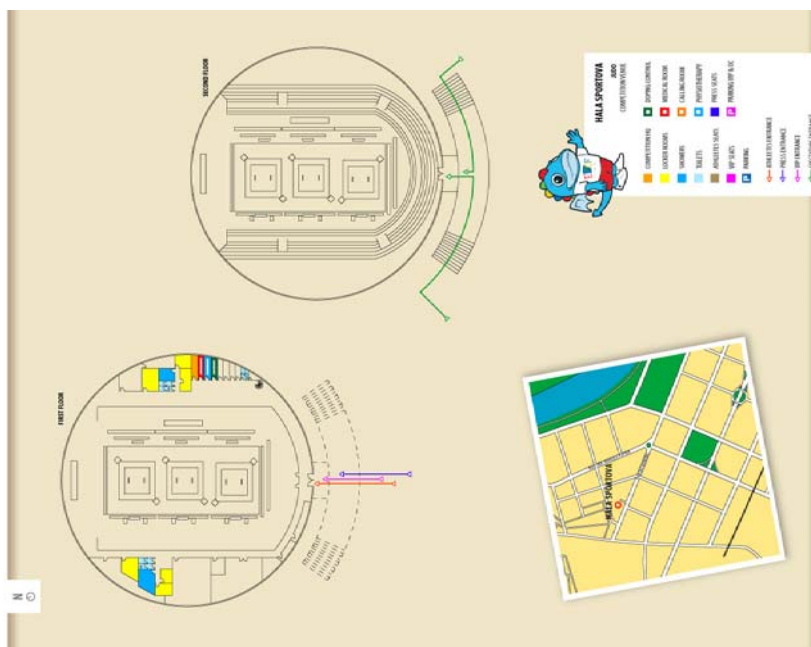 HALA SPORTOVA
JUDO
COMPETITION VENUE
COMPETITION HALL
LOCKER ROOMS
SHOWERS
TOILETS
ATHLETES SEATS
VIP SEATS
P PARKING
DOPING CONTROL
MEDICAL ROOM
CALLING ROOM
PHYSIOTHERAPY
PRESS SEATS
P PARKING VIP & OC
ATHLETES ENTRANCE
PRESS ENTRANCE
VIP ENTRANCE
SECOND FLOOR
FIRST FLOOR
HALA SPORTOVA
N